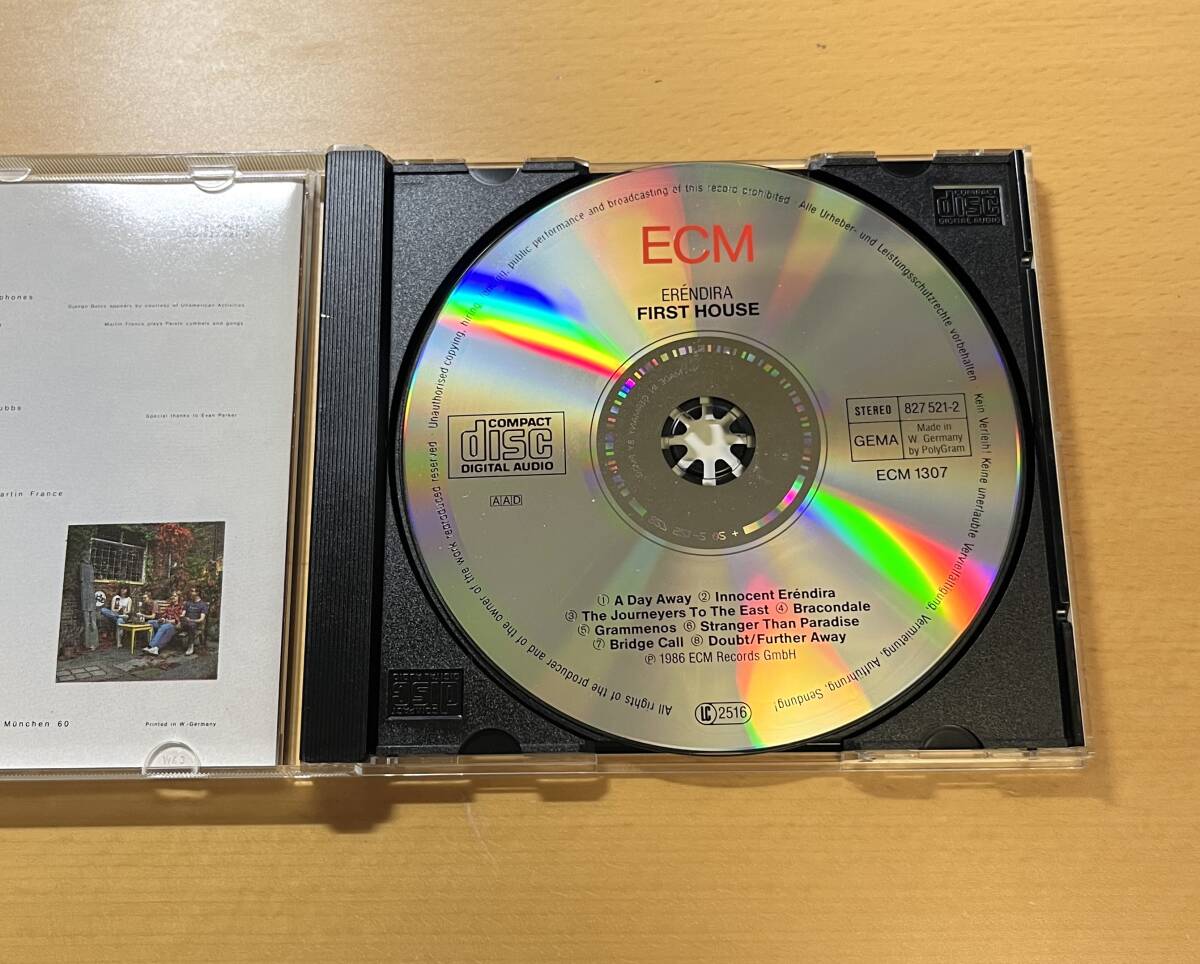 phones
Django Bates appears by courtesy of Unamerican Activities
Martin France plays Paiste cymbals and gongs
ubbs
Special thanks to Evan Parker
artin France
München 60
Printed in W.-Germany
ECM
ERÉNDIRA
FIRST HOUSE
COMPACT
disc
DIGITAL AUDIO
AAD
STEREO 827 521-2
GEMA Made in
W. Germany
by PolyGram
ECM 1307
① A Day Away ② Innocent Eréndira
③ The Journeyers To The East ④ Bracondale
⑤ Grammenos ⑥ Stranger Than Paradise
⑦ Bridge Call ⑧ Doubt/Further Away
℗ 1986 ECM Records GmbH
LC 2516
All rights of the producer and of the owner of the work reproduced reserved Unauthorised copying, hiring, lending, public performance and broadcasting of this record prohibited Alle Urheber- und Leistungsschutzrechte vorbehalten Kein Verleih! Keine unerlaubte Vervielfältigung, Vermietung, Aufführung, Sendung!
COMPACT
disc
DIGITAL AUDIO
COMPACT
disc
DIGITAL AUDIO